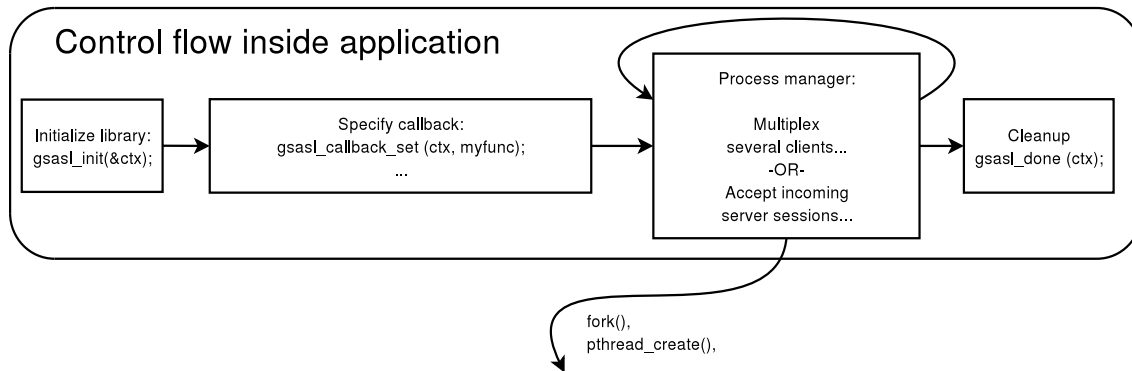 Control flow inside application
Initialize library:
gsasl_init(&ctx);
Specify callback:
gsasl_callback_set (ctx, myfunc);
...
Process manager:
Multiplex
several clients...
-OR-
Accept incoming
server sessions...
Cleanup
gsasl_done (ctx);
fork(),
pthread_create(),